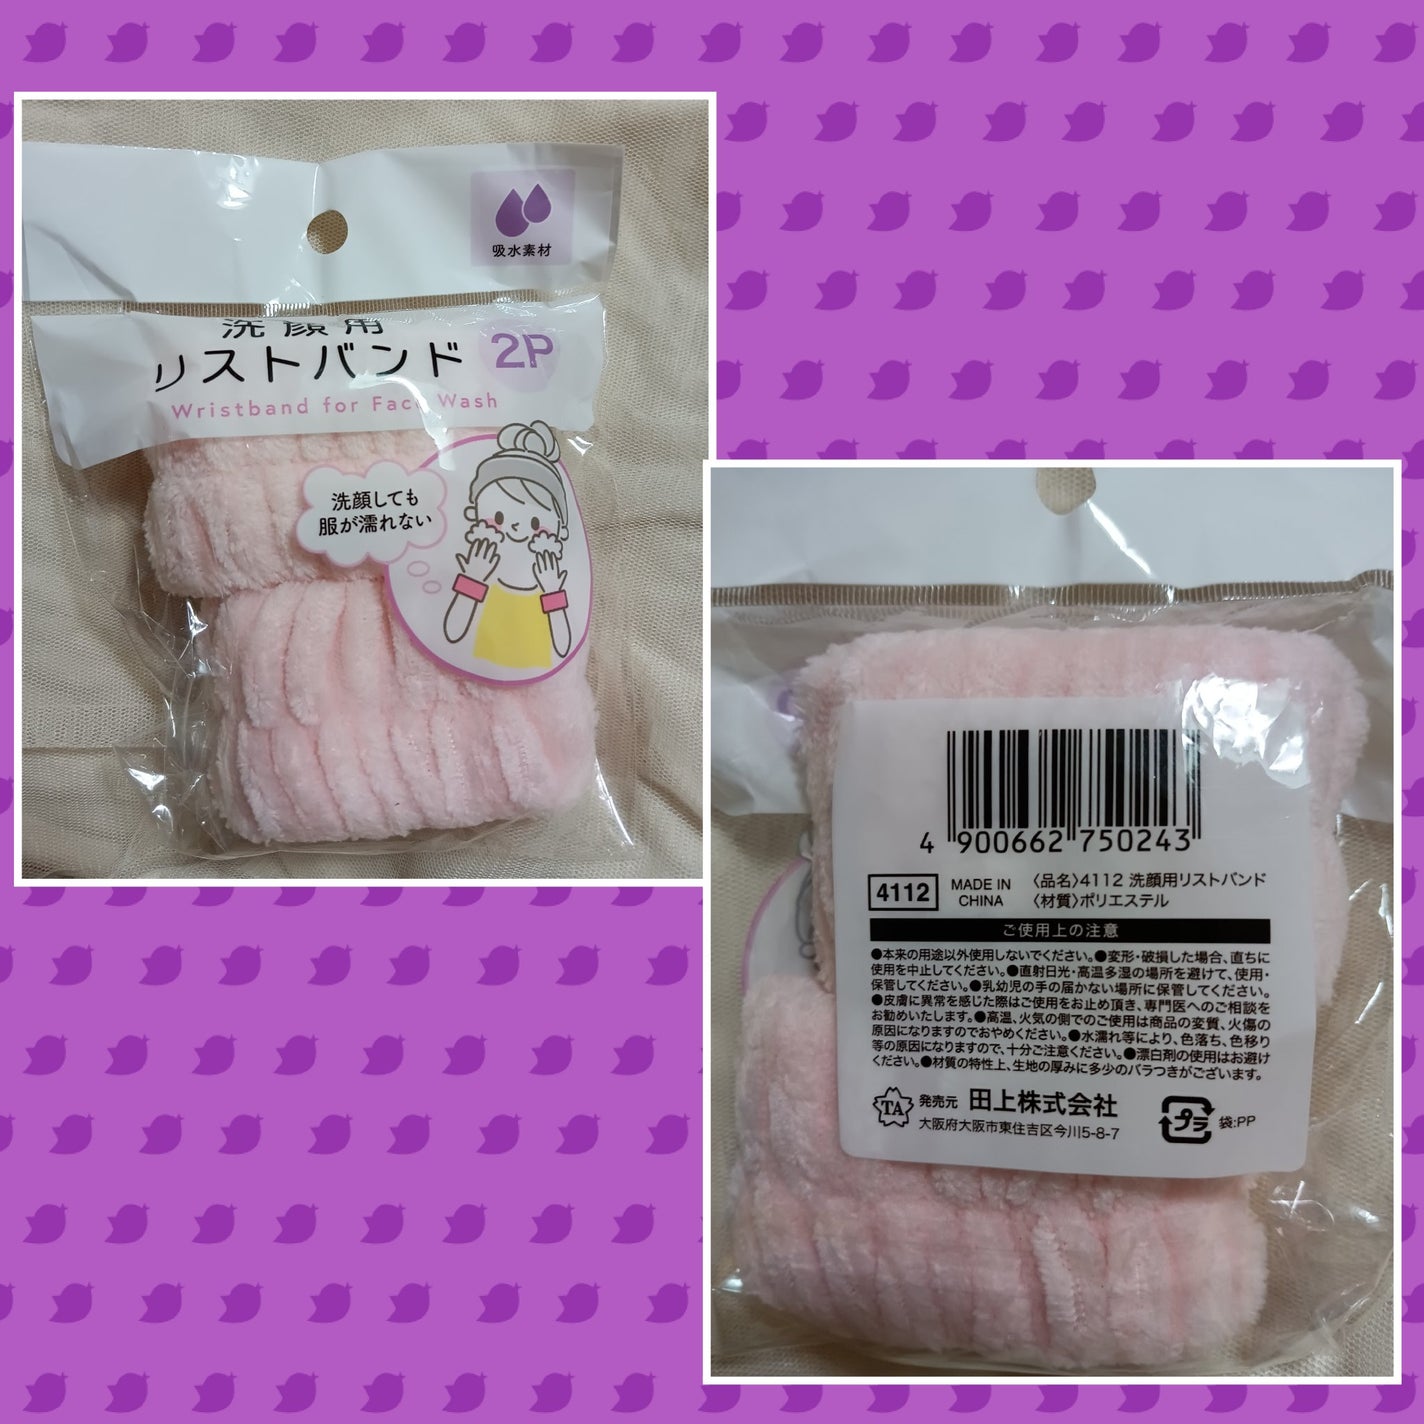 吸水素材
洗顔用
リストバンド 2P
Wristband for Face Wash
洗顔しても
服が濡れない
4 900662 750243
4112 MADE IN CHINA 〈品名〉4112 洗顔用リストバンド
〈材質〉ポリエステル
ご使用上の注意
●本来の用途以外使用しないでください。●変形・破損した場合、直ちに
使用を中止してください。●直射日光・高温多湿の場所を避けて、使用・
保管してください。●乳幼児の手の届かない場所に保管してください。
●皮膚に異常を感じた際はご使用をお止め頂き、専門医へのご相談を
お勧めいたします。●高温、火気の側でのご使用は商品の変質、火傷の
原因になりますのでおやめください。●水濡れ等により、色落ち、色移り
等の原因になりますので、十分ご注意ください。●漂白剤の使用はお避け
ください。●材質の特性上、生地の厚みに多少のバラつきがございます。
TA 発売元 田上株式会社
大阪府大阪市東住吉区今川5-8-7
プラ 袋:PP